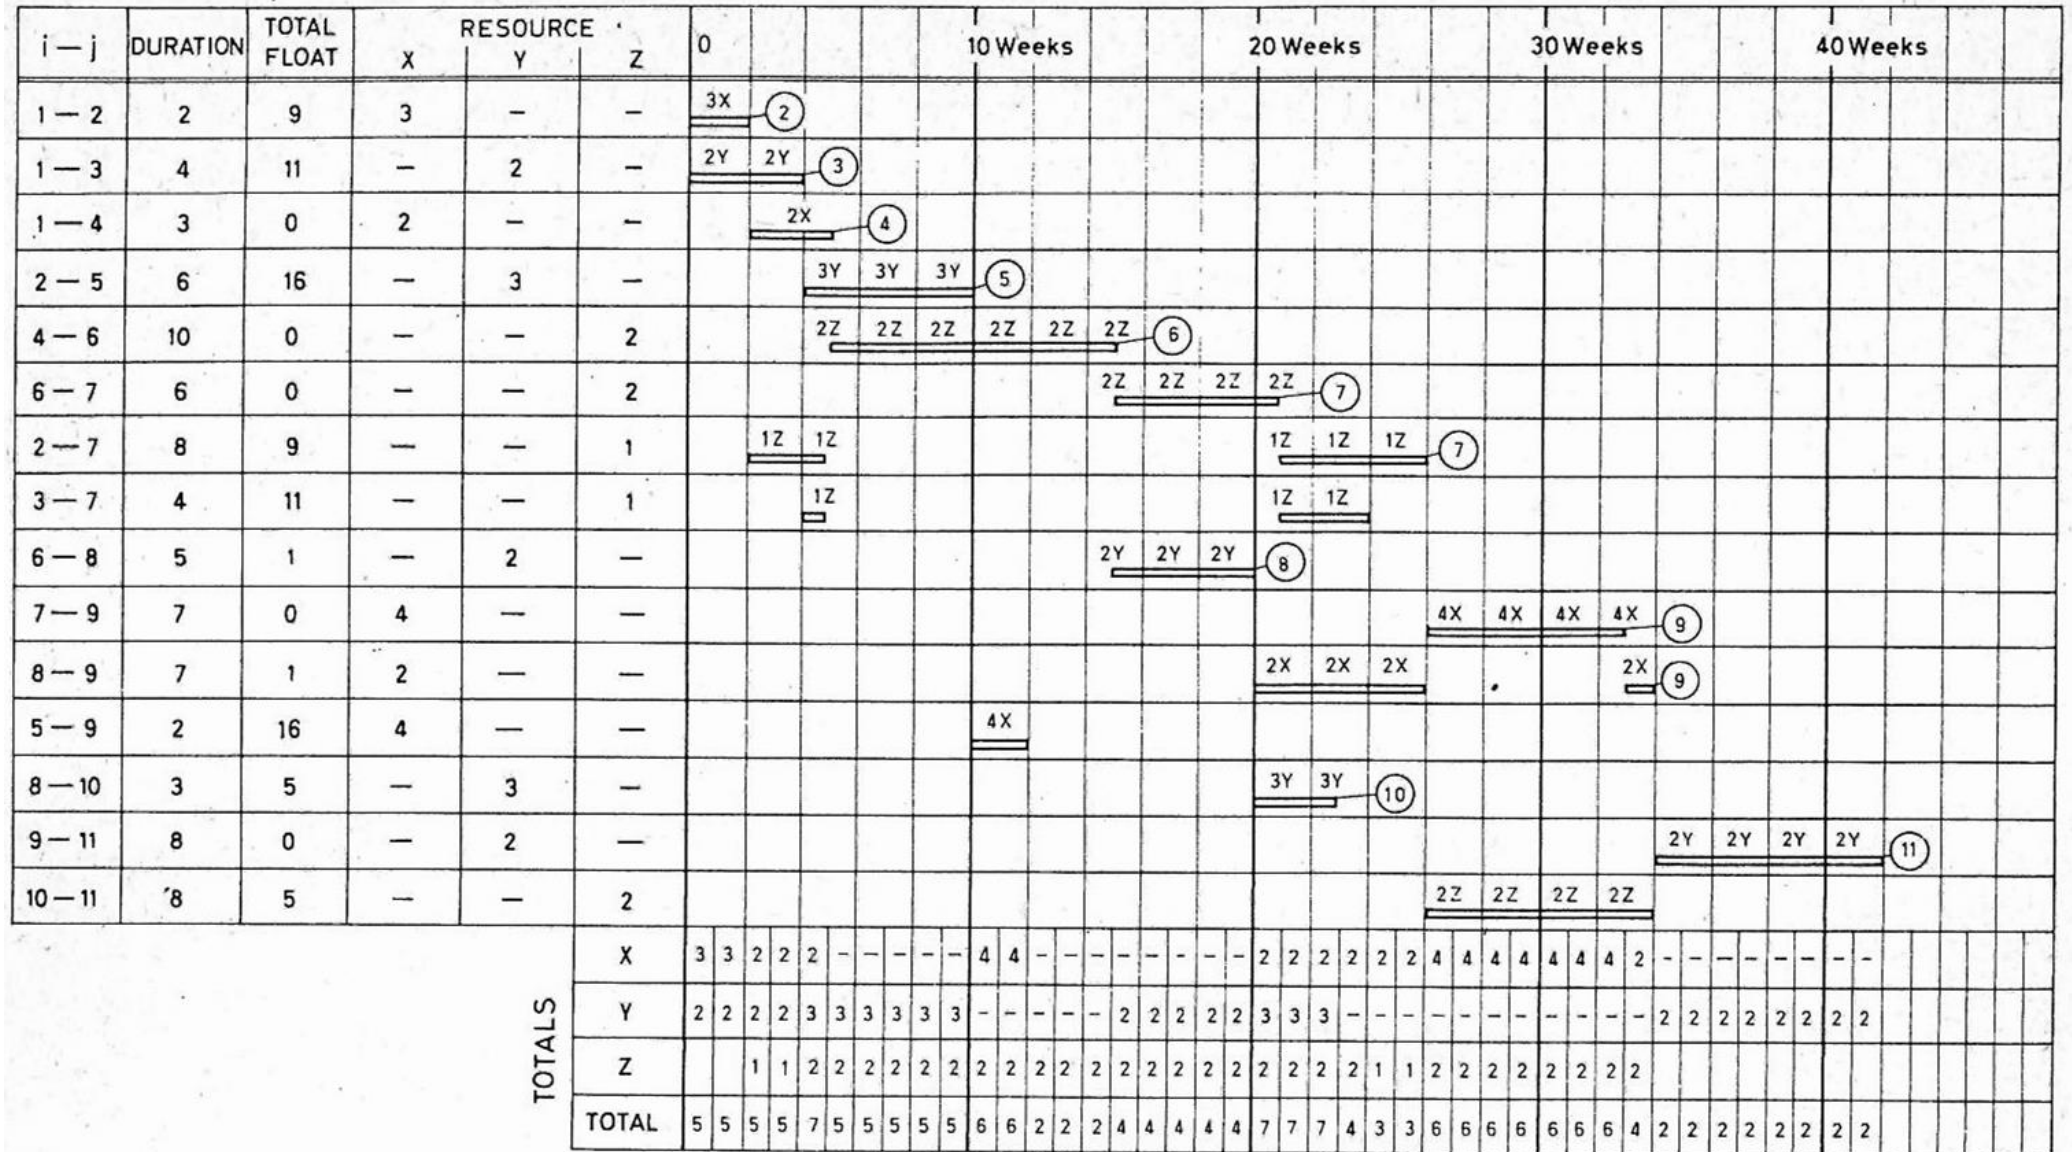 i — j DURATION TOTAL FLOAT RESOURCE X Y Z 0 10 Weeks 20 Weeks 30 Weeks 40 Weeks
1 — 2 2 9 3 — — 3X 2
1 — 3 4 11 — 2 — 2Y 2Y 3
1 — 4 3 0 2 — — 2X 4
2 — 5 6 16 — 3 — 3Y 3Y 3Y 5
4 — 6 10 0 — — 2 2Z 2Z 2Z 2Z 2Z 2Z 6
6 — 7 6 0 — — 2 2Z 2Z 2Z 2Z 7
2 — 7 8 9 — — 1 1Z 1Z 1Z 1Z 1Z 7
3 — 7 4 11 — — 1 1Z 1Z 1Z
6 — 8 5 1 — 2 — 2Y 2Y 2Y 8
7 — 9 7 0 4 — — 4X 4X 4X 4X 9
8 — 9 7 1 2 — — 2X 2X 2X 2X 9
5 — 9 2 16 4 — — 4X
8 — 10 3 5 — 3 — 3Y 3Y 10
9 — 11 8 0 — 2 — 2Y 2Y 2Y 2Y 11
10 — 11 8 5 — — 2 2Z 2Z 2Z 2Z
TOTALS
X 3 3 2 2 2 - - - - - 4 4 - - - - - - - - 2 2 2 2 2 2 4 4 4 4 4 4 4 2 - - - - - - - -
Y 2 2 2 2 3 3 3 3 3 3 - - - - - 2 2 2 2 2 3 3 3 - - - - - - - - - - - 2 2 2 2 2 2 2 2
Z 1 1 2 2 2 2 2 2 2 2 2 2 2 2 2 2 2 2 2 2 2 2 1 1 2 2 2 2 2 2 2 2
TOTAL 5 5 5 5 7 5 5 5 5 5 6 6 2 2 2 4 4 4 4 4 7 7 7 4 3 3 6 6 6 6 6 6 6 4 2 2 2 2 2 2 2 2